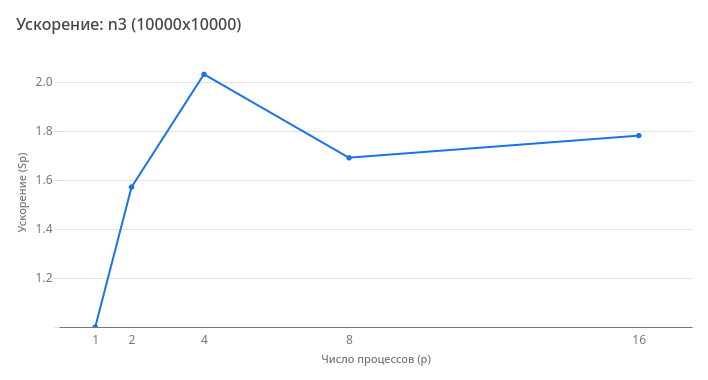 Ускорение: n3 (10000x10000)
2.0
1.8
1.6
1.4
1.2
Ускорение (Sp)
1 2 4 8 16
Число процессов (p)